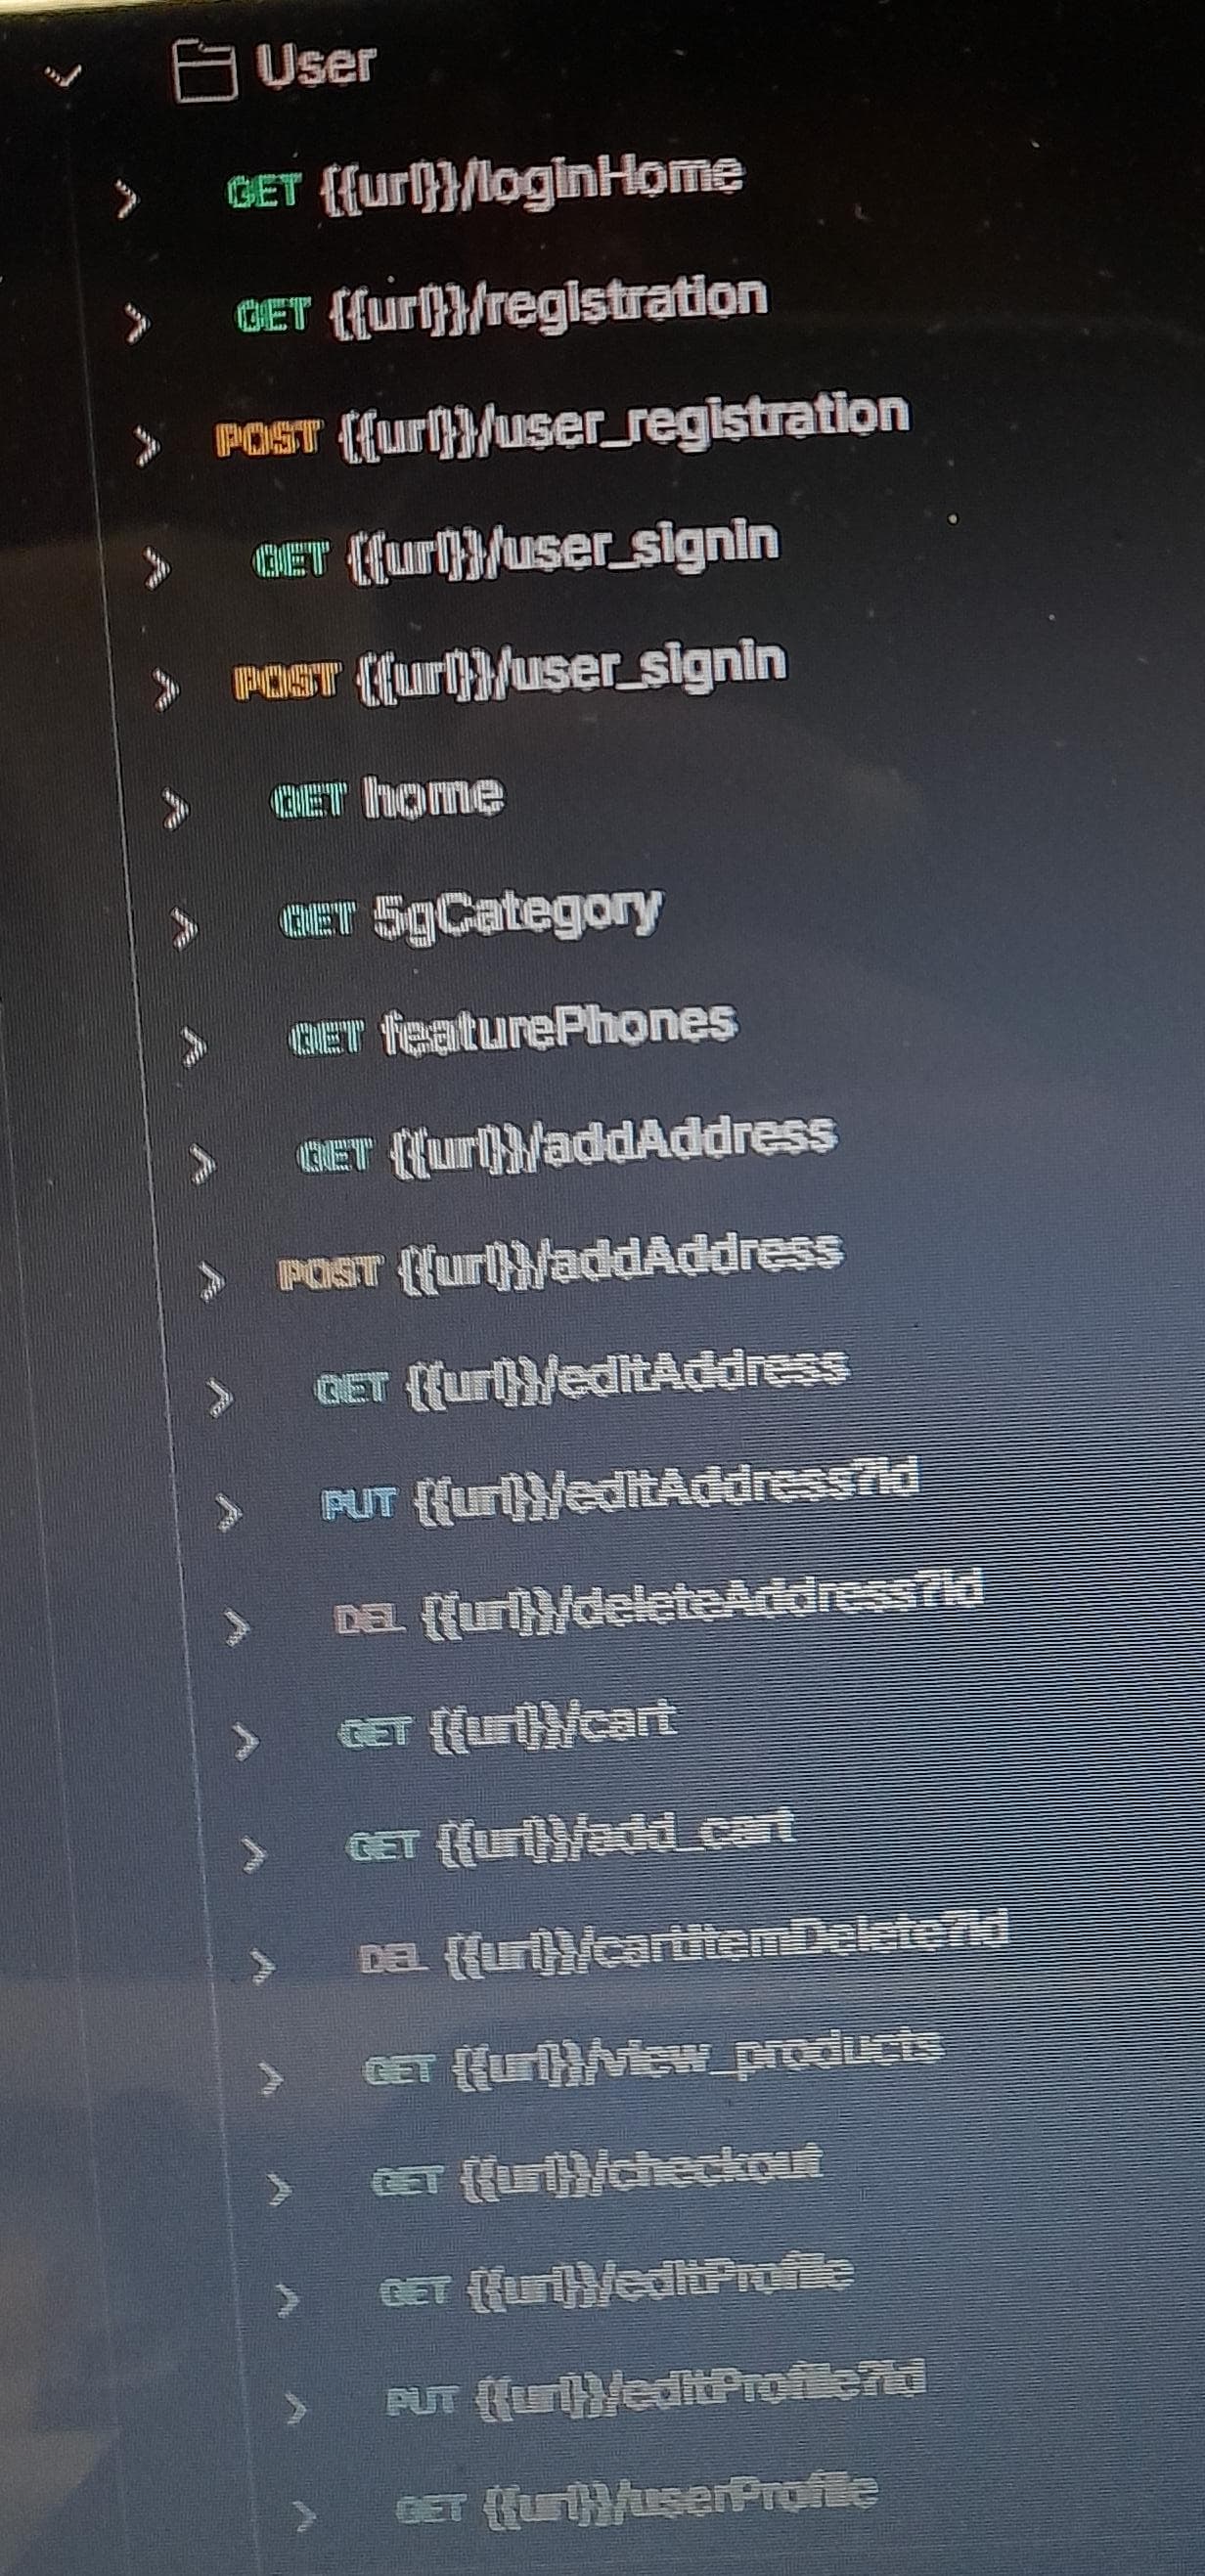 User
GET {{url}}/loginHome
GET {{url}}/registration
POST {{url}}/user_registration
GET {{url}}/user_signin
POST {{url}}/user_signin
GET home
GET 5gCategory
GET featurePhones
GET {{url}}/addAddress
POST {{url}}/addAddress
GET {{url}}/editAddress
PUT {{url}}/editAddress?id
DEL {{url}}/deleteAddress?id
GET {{url}}/cart
GET {{url}}/add_cart
DEL {{url}}/cartItemDelete?id
GET {{url}}/view_products
GET {{url}}/checkout
GET {{url}}/editProfile
PUT {{url}}/editProfile?id
GET {{url}}/userProfile